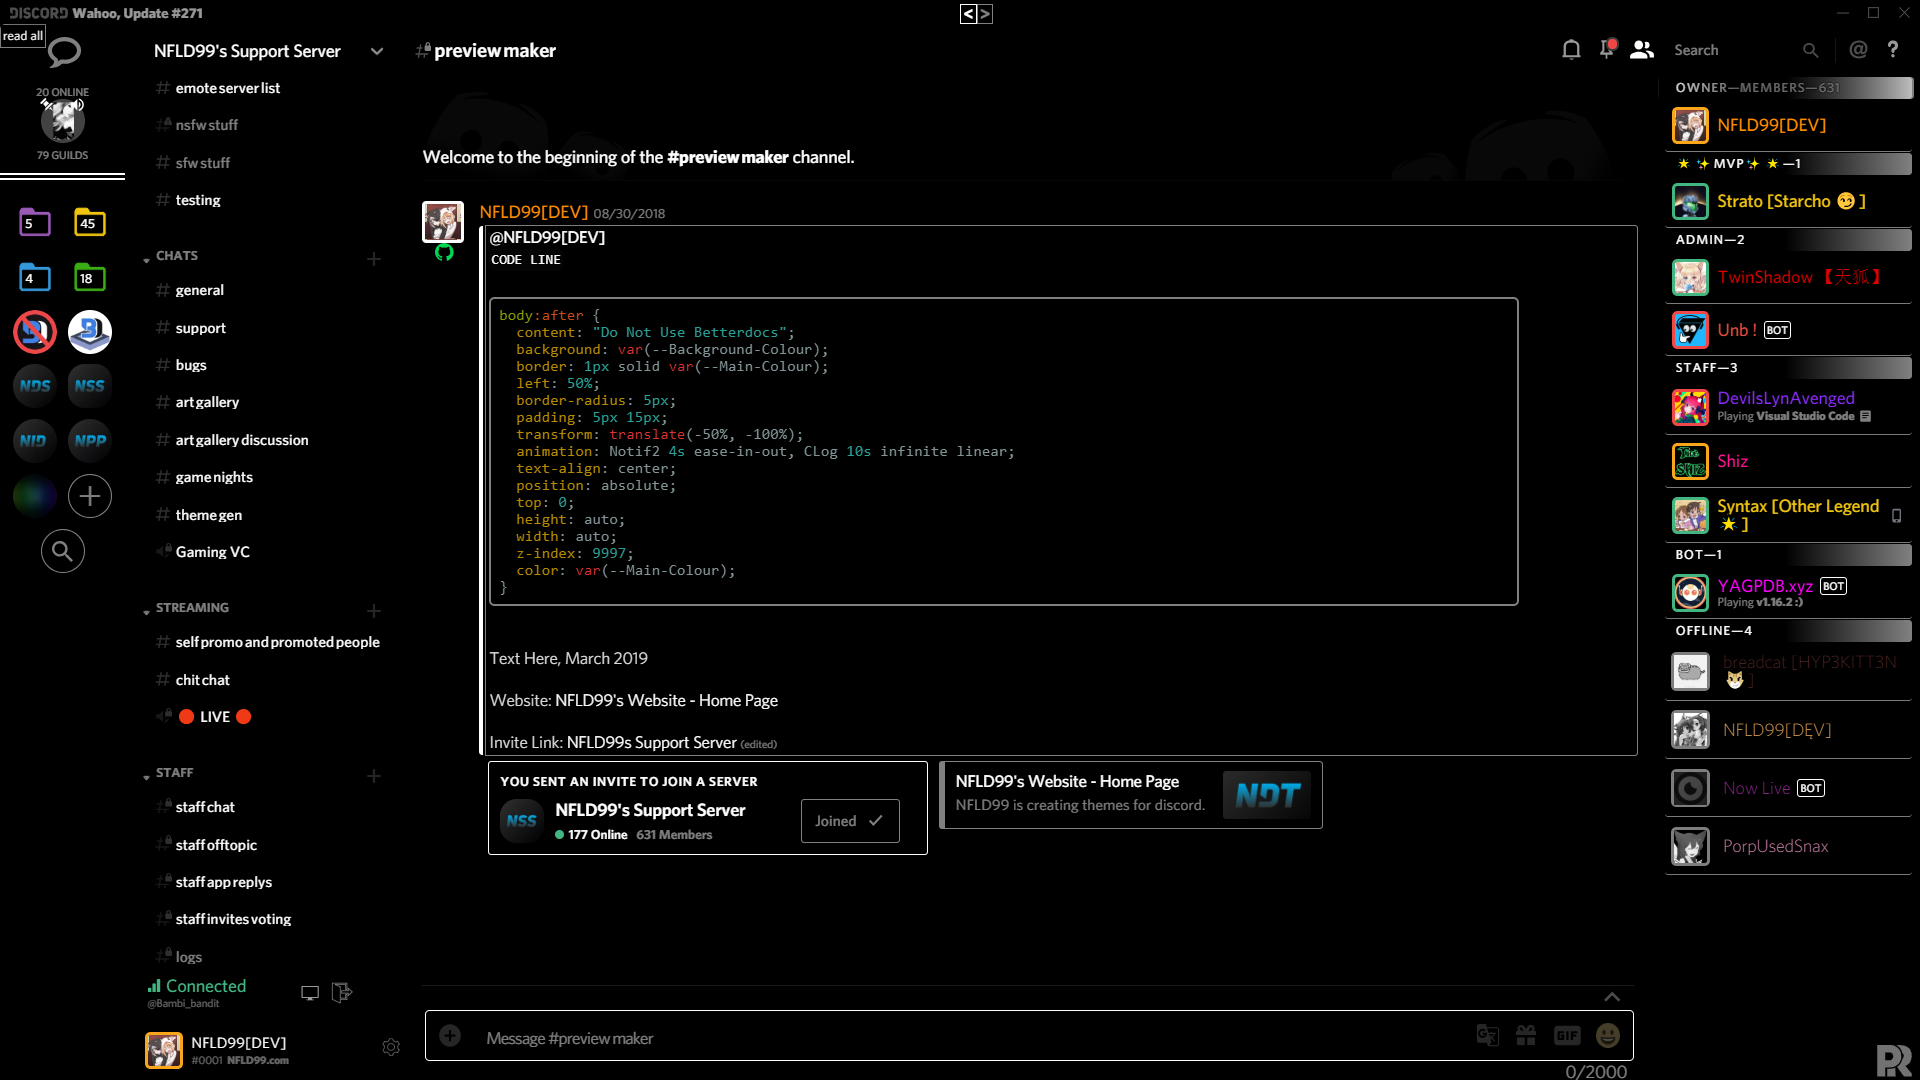 DISCORD Wahoo, Update #271
<>
read all
20 ONLINE
79 GUILDS
5
45
4
18
NDS
NSS
NID
NPP
NFLD99's Support Server
emote server list
nsfw stuff
sfw stuff
testing
CHATS
general
support
bugs
art gallery
art gallery discussion
game nights
theme gen
Gaming VC
STREAMING
self promo and promoted people
chit chat
🔴 LIVE 🔴
STAFF
staff chat
staff offtopic
staff app replys
staff invites voting
logs
Connected
@Bambi_bandit
NFLD99[DEV]
#0001 NFLD99.com
# preview maker
Search
@ ?
Welcome to the beginning of the #preview maker channel.
NFLD99[DEV] 08/30/2018
@NFLD99[DEV]
CODE LINE
body:after {
content: "Do Not Use Betterdocs";
background: var(--Background-Colour);
border: 1px solid var(--Main-Colour);
left: 50%;
border-radius: 5px;
padding: 5px 15px;
transform: translate(-50%, -100%);
animation: Notif2 4s ease-in-out, CLog 10s infinite linear;
text-align: center;
position: absolute;
top: 0;
height: auto;
width: auto;
z-index: 9997;
color: var(--Main-Colour);
}
Text Here, March 2019
Website: NFLD99's Website - Home Page
Invite Link: NFLD99s Support Server (edited)
YOU SENT AN INVITE TO JOIN A SERVER
NSS
NFLD99's Support Server
177 Online 631 Members
Joined ✓
NFLD99's Website - Home Page
NFLD99 is creating themes for discord.
NDT
Message #preview maker
GIF
0/2000
OWNER—MEMBERS—631
NFLD99[DEV]
⭐ ✨ MVP ✨ ⭐ —1
Strato [Starcho 😏 ]
ADMIN—2
TwinShadow 【天狐】
Unb ! BOT
STAFF—3
DevilsLynAvenged
Playing Visual Studio Code
The SHIZ
Shiz
Syntax [Other Legend
⭐ ]
BOT—1
YAGPDB.xyz BOT
Playing v1.16.2 :)
OFFLINE—4
breadcat [HYP3KITT3N
🐱 ]
NFLD99[DĘV]
Now Live BOT
PorpUsedSnax
PR